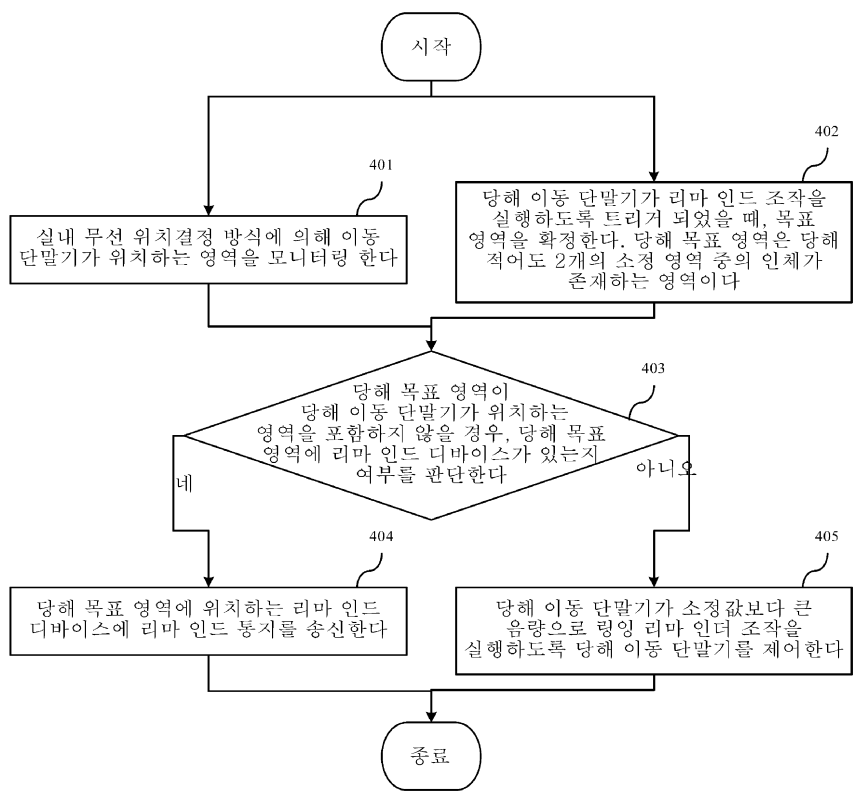 시작
401
실내 무선 위치결정 방식에 의해 이동
단말기가 위치하는 영역을 모니터링 한다
402
당해 이동 단말기가 리마 인드 조작을
실행하도록 트리거 되었을 때, 목표
영역을 확정한다. 당해 목표 영역은 당해
적어도 2개의 소정 영역 중의 인체가
존재하는 영역이다
403
당해 목표 영역이
당해 이동 단말기가 위치하는
영역을 포함하지 않을 경우, 당해 목표
영역에 리마 인드 디바이스가 있는지
여부를 판단한다
네
아니오
404
당해 목표 영역에 위치하는 리마 인드
디바이스에 리마 인드 통지를 송신한다
405
당해 이동 단말기가 소정값보다 큰
음량으로 링잉 리마 인더 조작을
실행하도록 당해 이동 단말기를 제어한다
종료